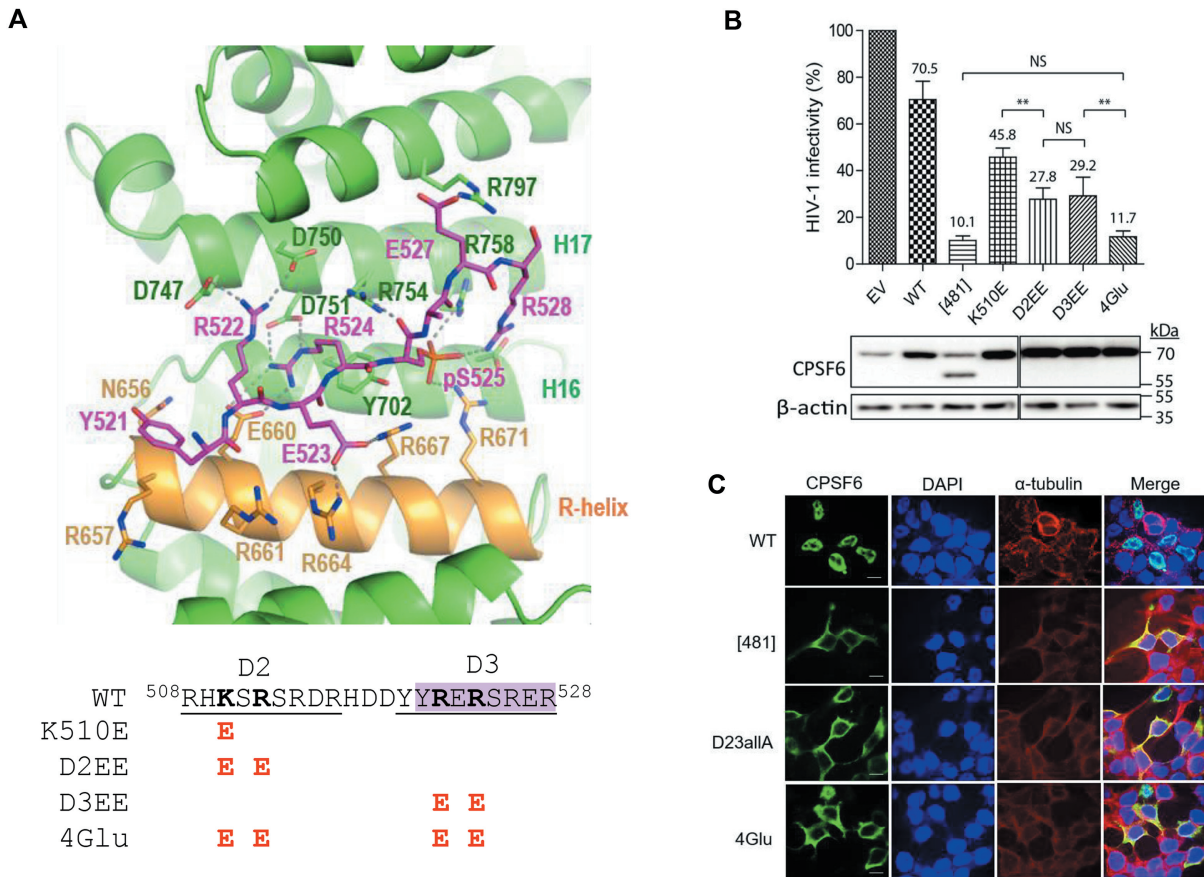 A
R797
D750
E527
R758
H17
D747
D751
R754
R522
R524
R528
pS525
N656
H16
Y702
Y521
E660
R667
R671
E523
R-helix
R657
R661
R664
D2 D3
WT 508RHKSRSRDRHDDYYRERSRER528
K510E E
D2EE E E
D3EE E E
4Glu E E E E
B
HIV-1 infectivity (%)
100
80
60
40
20
0
NS
** **
NS
70.5
10.1
45.8
27.8
29.2
11.7
EV WT [481] K510E D2EE D3EE 4Glu
kDa
CPSF6
70
55
β-actin
55
35
C
CPSF6 DAPI α-tubulin Merge
WT
[481]
D23allA
4Glu